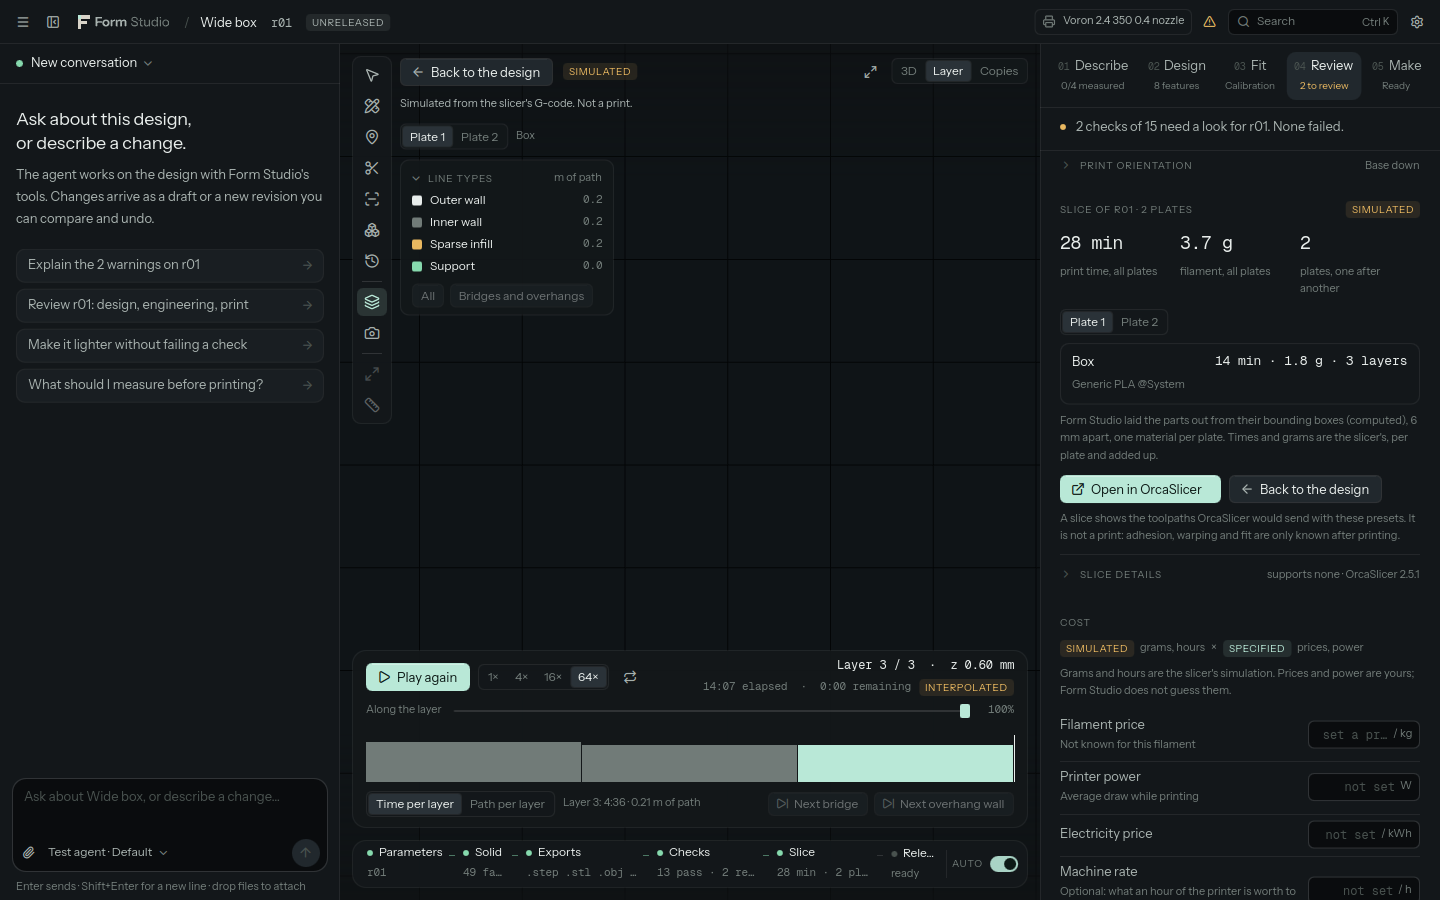 Form Studio / Wide box r01 UNRELEASED
Voron 2.4 350 0.4 nozzle
Search Ctrl K
New conversation
Ask about this design,
or describe a change.
The agent works on the design with Form Studio's
tools. Changes arrive as a draft or a new revision you
can compare and undo.
Explain the 2 warnings on r01
Review r01: design, engineering, print
Make it lighter without failing a check
What should I measure before printing?
Ask about Wide box, or describe a change...
Test agent · Default
Enter sends · Shift+Enter for a new line · drop files to attach
Back to the design SIMULATED
3D Layer Copies
Simulated from the slicer's G-code. Not a print.
Plate 1 Plate 2 Box
LINE TYPES m of path
Outer wall 0.2
Inner wall 0.2
Sparse infill 0.2
Support 0.0
All Bridges and overhangs
Play again 1× 4× 16× 64×
Layer 3 / 3 · z 0.60 mm
14:07 elapsed · 0:00 remaining INTERPOLATED
Along the layer 100%
Time per layer Path per layer Layer 3: 4:36 · 0.21 m of path
Next bridge Next overhang wall
Parameters Solid Exports Checks Slice Rele...
r01 49 fa... .step .stl .obj ... 13 pass · 2 re... 28 min · 2 pl... ready
AUTO
01 Describe 02 Design 03 Fit 04 Review 05 Make
0/4 measured 8 features Calibration 2 to review Ready
2 checks of 15 need a look for r01. None failed.
PRINT ORIENTATION Base down
SLICE OF R01 · 2 PLATES SIMULATED
28 min 3.7 g 2
print time, all plates filament, all plates plates, one after
another
Plate 1 Plate 2
Box 14 min · 1.8 g · 3 layers
Generic PLA @System
Form Studio laid the parts out from their bounding boxes (computed), 6
mm apart, one material per plate. Times and grams are the slicer's, per
plate and added up.
Open in OrcaSlicer Back to the design
A slice shows the toolpaths OrcaSlicer would send with these presets. It
is not a print: adhesion, warping and fit are only known after printing.
SLICE DETAILS supports none · OrcaSlicer 2.5.1
COST
SIMULATED grams, hours × SPECIFIED prices, power
Grams and hours are the slicer's simulation. Prices and power are yours;
Form Studio does not guess them.
Filament price set a pr... / kg
Not known for this filament
Printer power not set W
Average draw while printing
Electricity price not set / kWh
Machine rate not set / h
Optional: what an hour of the printer is worth to